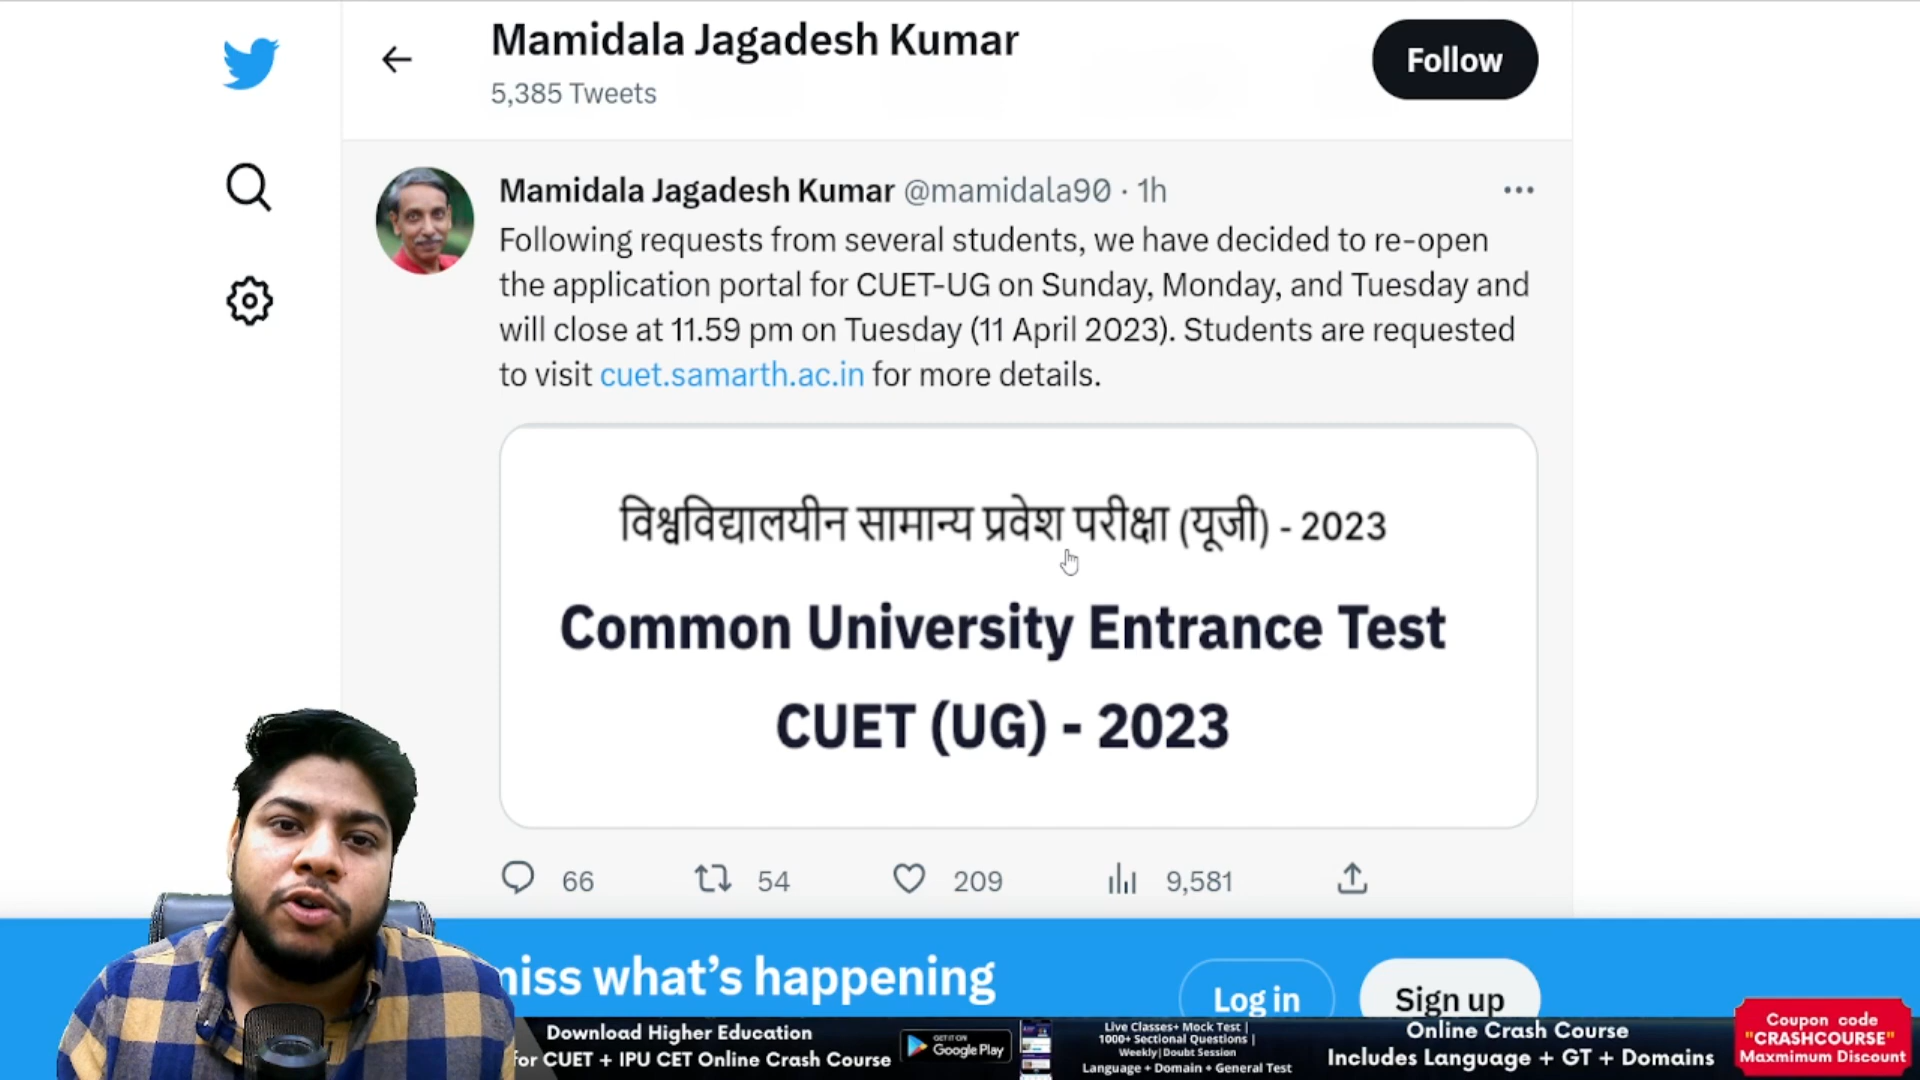 Mamidala Jagadesh Kumar
5,385 Tweets
Follow
Mamidala Jagadesh Kumar @mamidala90 · 1h
Following requests from several students, we have decided to re-open
the application portal for CUET-UG on Sunday, Monday, and Tuesday and
will close at 11.59 pm on Tuesday (11 April 2023). Students are requested
to visit cuet.samarth.ac.in for more details.
विश्वविद्यालयीन सामान्य प्रवेश परीक्षा (यूजी) - 2023
Common University Entrance Test
CUET (UG) - 2023
66 54 209 9,581
miss what's happening
Log in
Sign up
Download Higher Education
for CUET + IPU CET Online Crash Course
GET IT ON
Google Play
Live Classes+ Mock Test |
1000+ Sectional Questions |
Weekly|Doubt Session
Language + Domain + General Test
Online Crash Course
Includes Language + GT + Domains
Coupon code
"CRASHCOURSE"
Maxmimum Discount